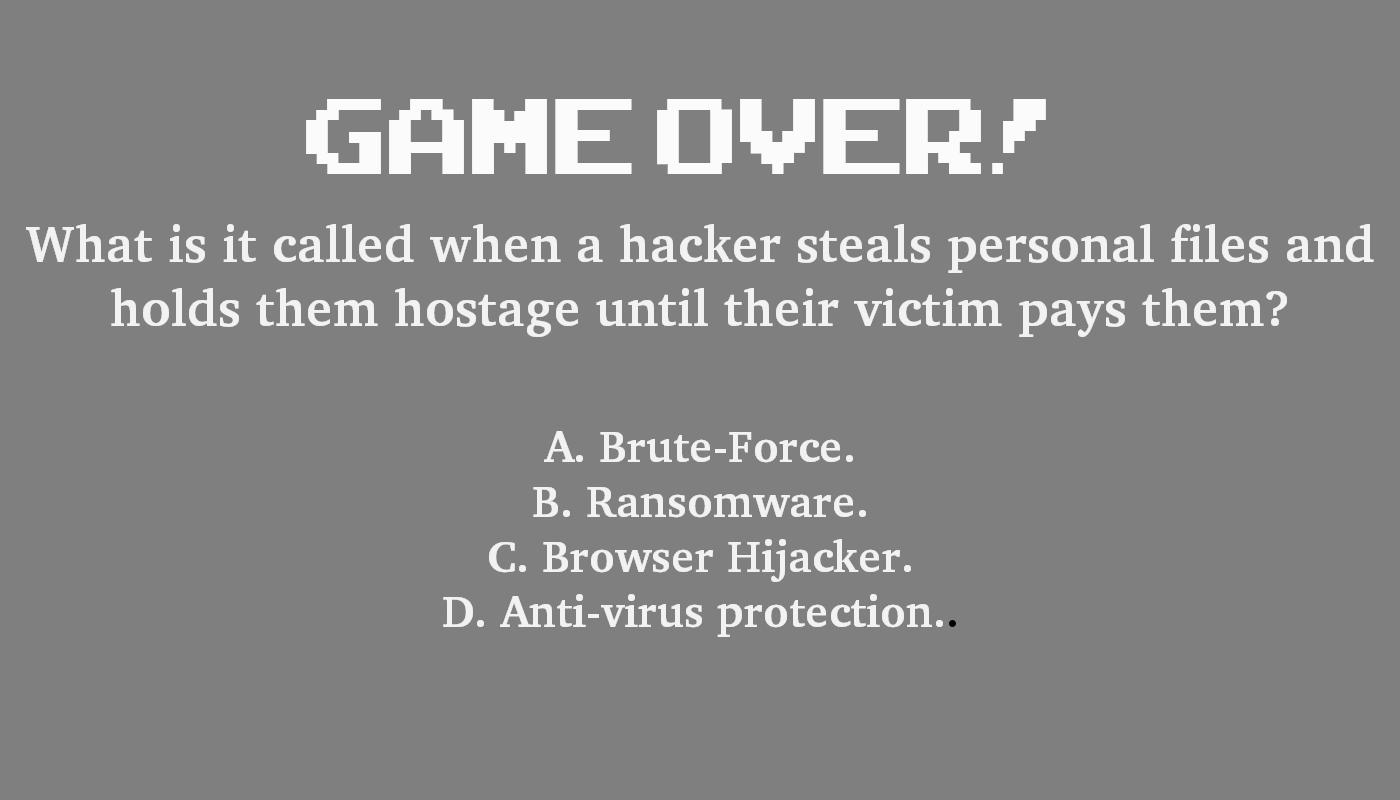 GAME OVER!
What is it called when a hacker steals personal files and
holds them hostage until their victim pays them?
A. Brute-Force.
B. Ransomware.
C. Browser Hijacker.
D. Anti-virus protection..